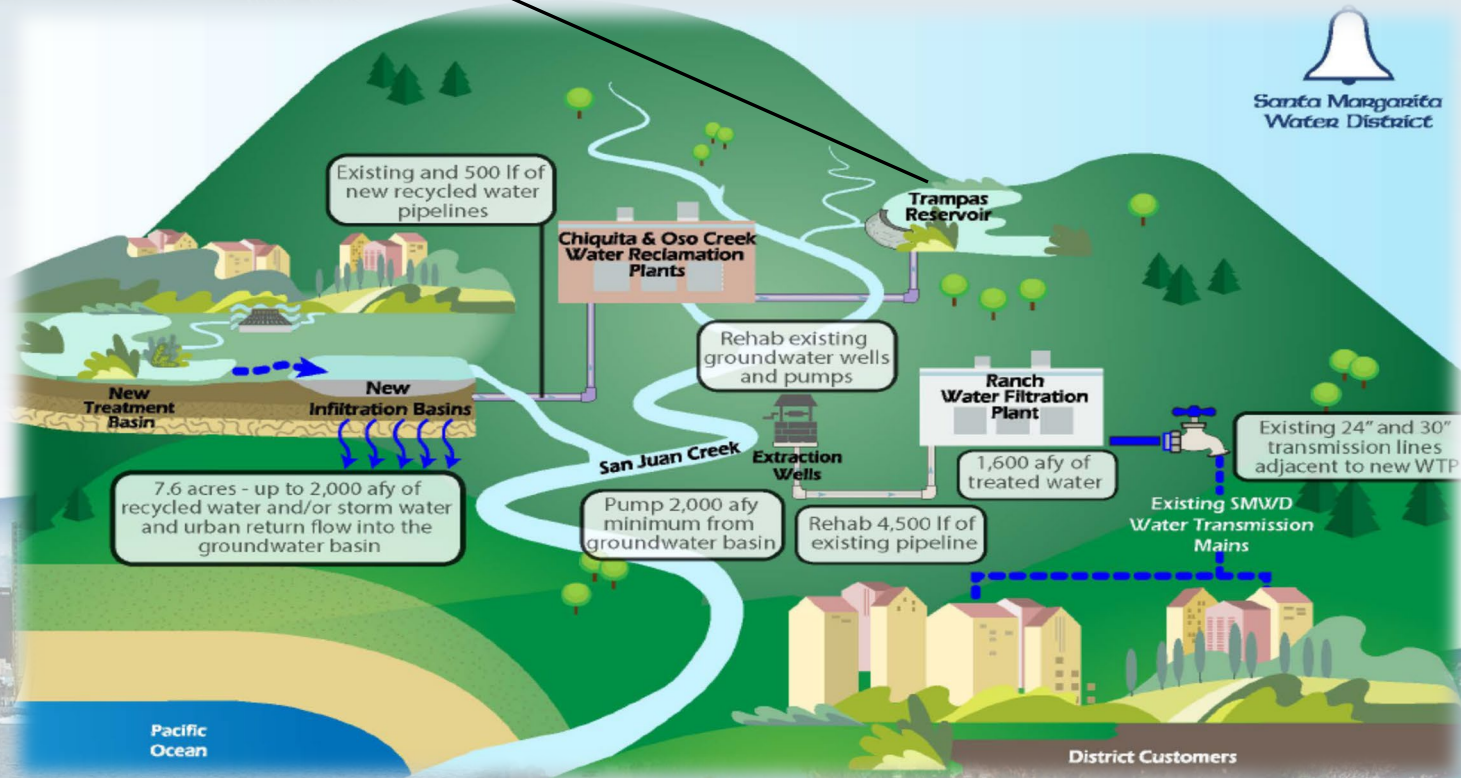 Santa Margarita
Water District
Existing and 500 lf of
new recycled water
pipelines
Trampas
Reservoir
Chiquita & Oso Creek
Water Reclamation
Plants
Rehab existing
groundwater wells
and pumps
New
Treatment
Basin
New
Infiltration Basins
Ranch
Water Filtration
Plant
Existing 24” and 30”
transmission lines
adjacent to new WTP
San Juan Creek
Extraction
Wells
1,600 afy of
treated water
7.6 acres - up to 2,000 afy of
recycled water and/or storm water
and urban return flow into the
groundwater basin
Pump 2,000 afy
minimum from
groundwater basin
Rehab 4,500 lf of
existing pipeline
Existing SMWD
Water Transmission
Mains
Pacific
Ocean
District Customers